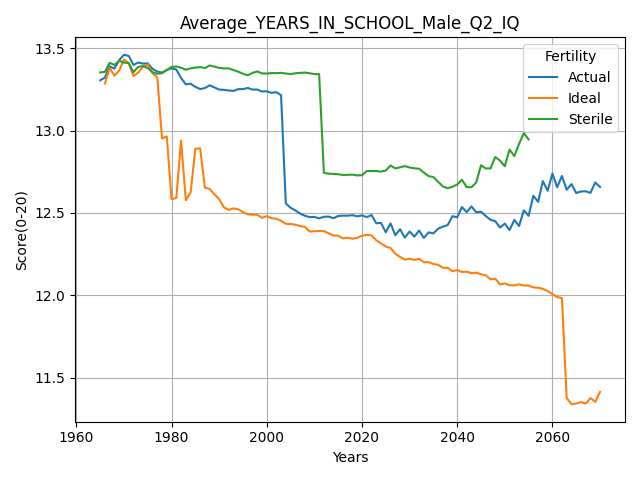 Average_YEARS_IN_SCHOOL_Male_Q2_IQ
Fertility
Actual
Ideal
Sterile
Score(0-20)
13.5
13.0
12.5
12.0
11.5
1960 1980 2000 2020 2040 2060
Years